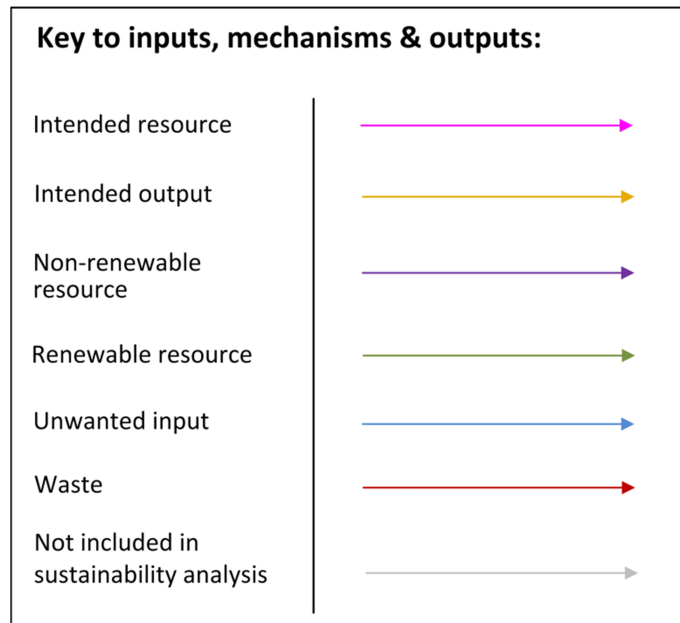 Key to inputs, mechanisms & outputs:
Intended resource
Intended output
Non-renewable
resource
Renewable resource
Unwanted input
Waste
Not included in
sustainability analysis